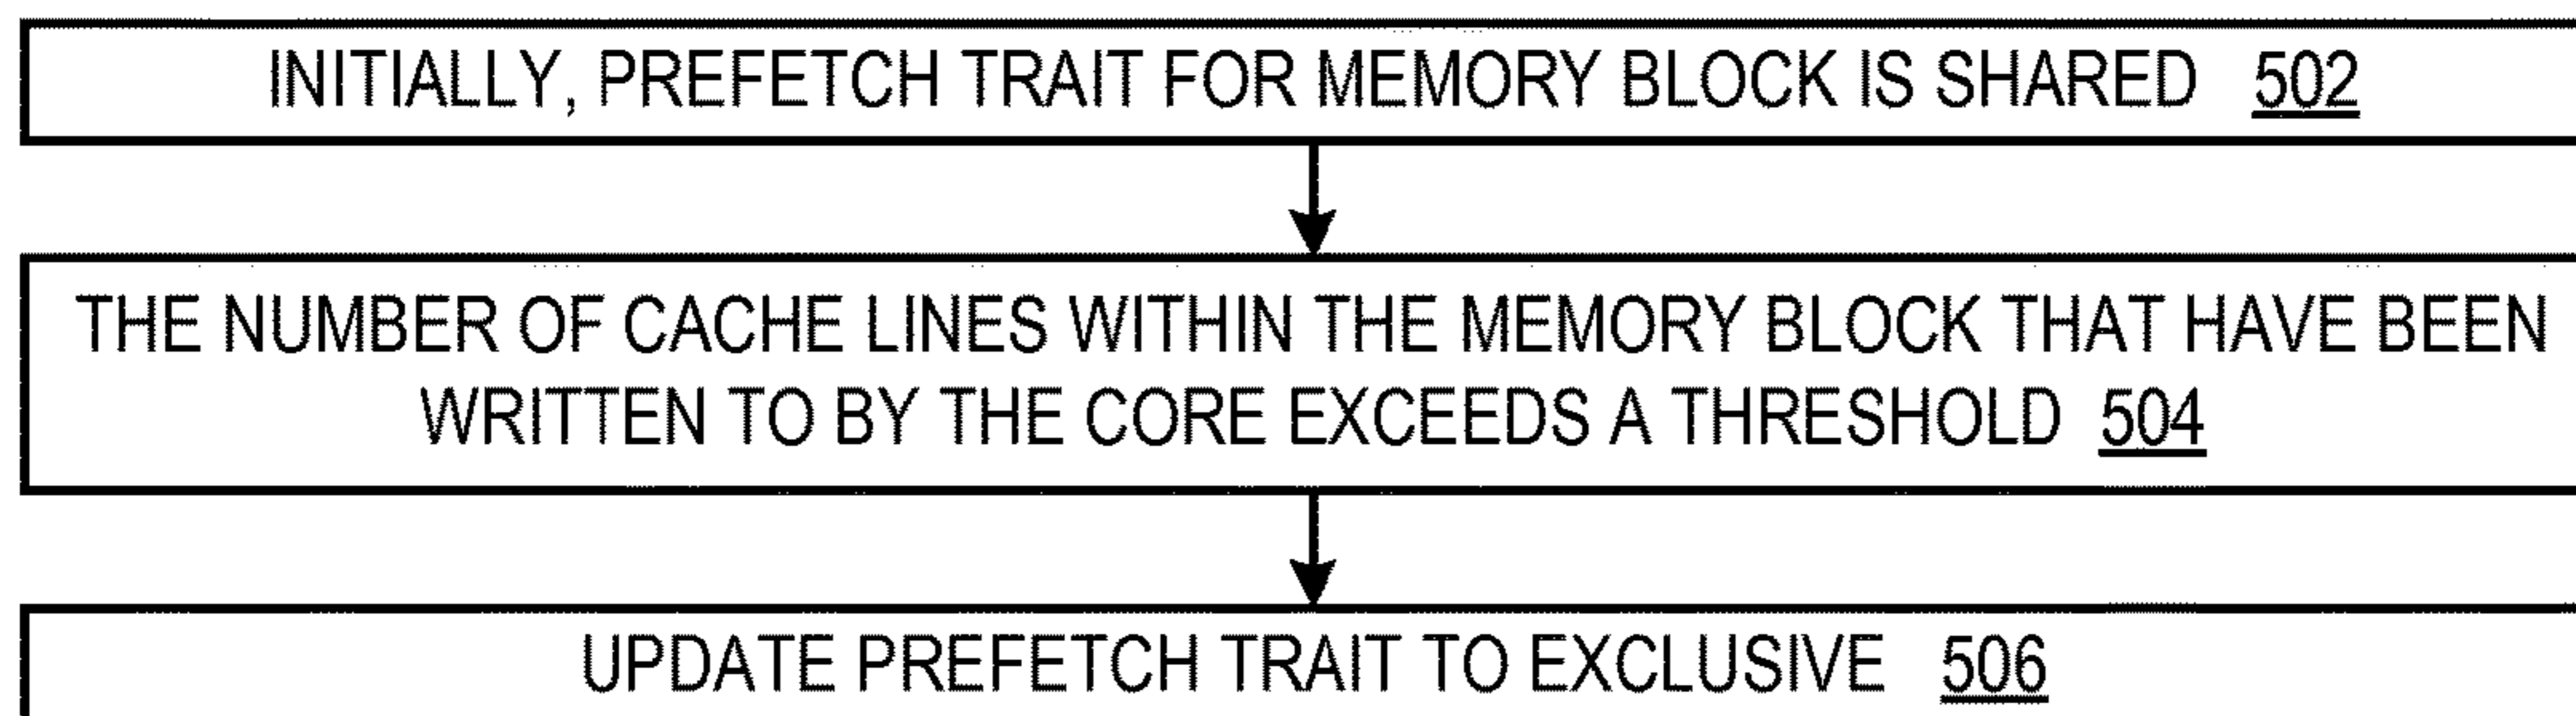 INITIALLY, PREFETCH TRAIT FOR MEMORY BLOCK IS SHARED 502
THE NUMBER OF CACHE LINES WITHIN THE MEMORY BLOCK THAT HAVE BEEN
WRITTEN TO BY THE CORE EXCEEDS A THRESHOLD 504
UPDATE PREFETCH TRAIT TO EXCLUSIVE 506